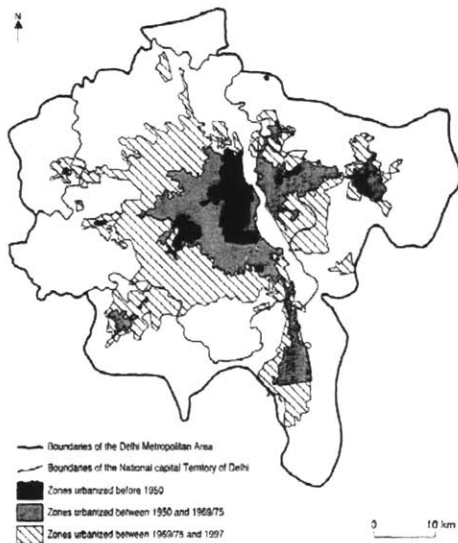 N
Boundaries of the Delhi Metropolitan Area
Boundaries of the National capital Territory of Delhi
Zones urbanized before 1950
Zones urbanized between 1950 and 1969/75
Zones urbanized between 1969/75 and 1997
0 10 km